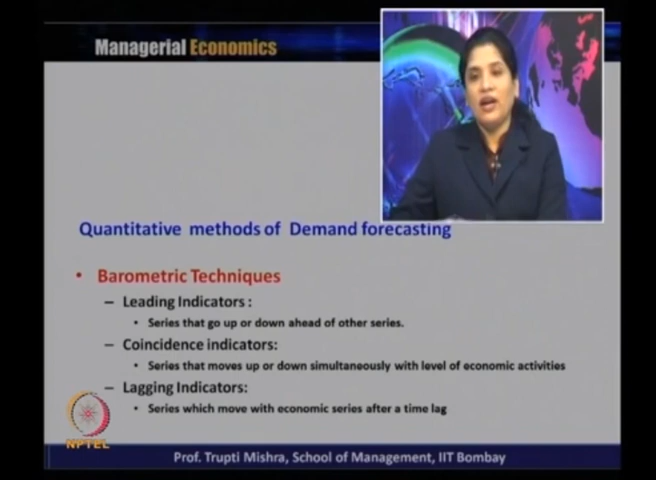 Managerial Economics
Quantitative methods of Demand forecasting
• Barometric Techniques
– Leading Indicators :
• Series that go up or down ahead of other series.
– Coincidence indicators:
• Series that moves up or down simultaneously with level of economic activities
– Lagging Indicators:
• Series which move with economic series after a time lag
NPTEL
Prof. Trupti Mishra, School of Management, IIT Bombay